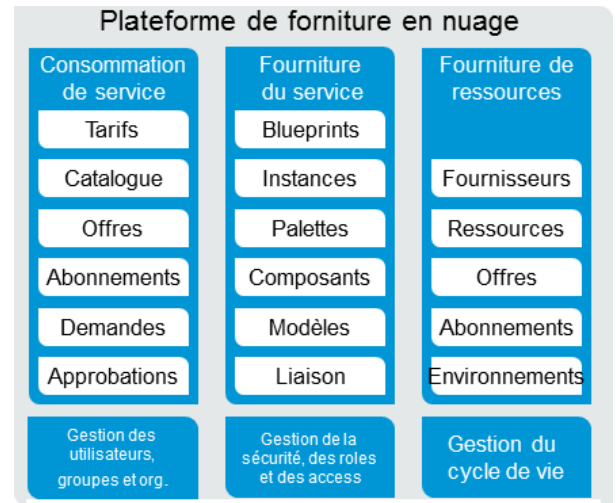 Plateforme de forniture en nuage
Consommation
de service
Tarifs
Catalogue
Offres
Abonnements
Demandes
Approbations
Fourniture
du service
Blueprints
Instances
Palettes
Composants
Modèles
Liaison
Fourniture de
ressources
Fournisseurs
Ressources
Offres
Abonnements
Environnements
Gestion des
utilisateurs,
groupes et org.
Gestion de la
sécurité, des roles
et des access
Gestion du
cycle de vie